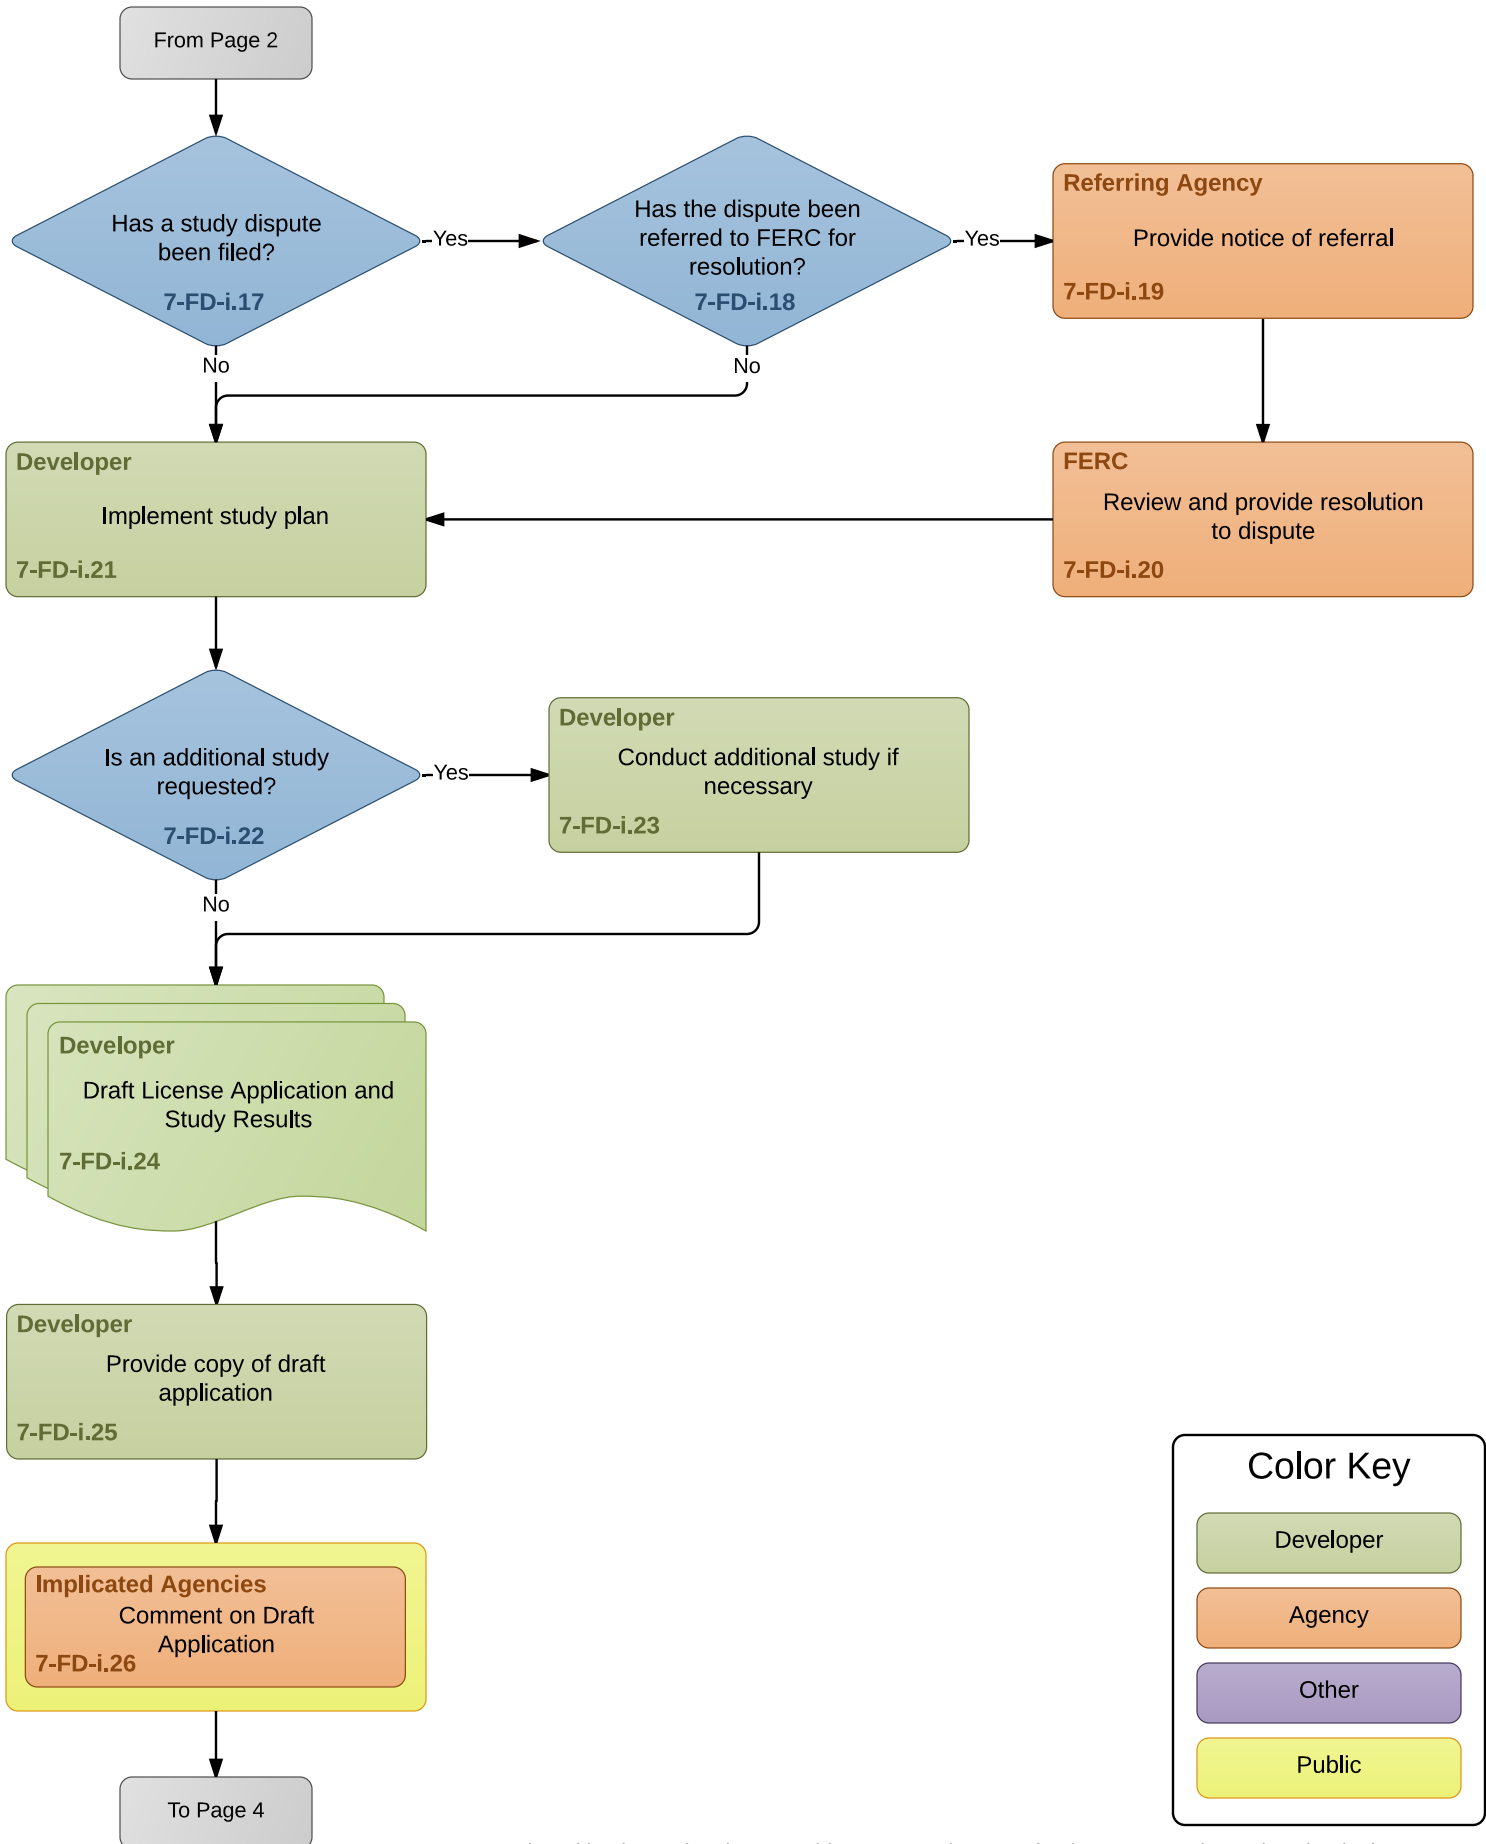 From Page 2
Has a study dispute
been filed?
7-FD-i.17
Yes
No
Has the dispute been
referred to FERC for
resolution?
7-FD-i.18
Yes
No
Referring Agency
Provide notice of referral
7-FD-i.19
FERC
Review and provide resolution
to dispute
7-FD-i.20
Developer
Implement study plan
7-FD-i.21
Is an additional study
requested?
7-FD-i.22
Yes
No
Developer
Conduct additional study if
necessary
7-FD-i.23
Developer
Draft License Application and
Study Results
7-FD-i.24
Developer
Provide copy of draft
application
7-FD-i.25
Implicated Agencies
Comment on Draft
Application
7-FD-i.26
To Page 4
Color Key
Developer
Agency
Other
Public